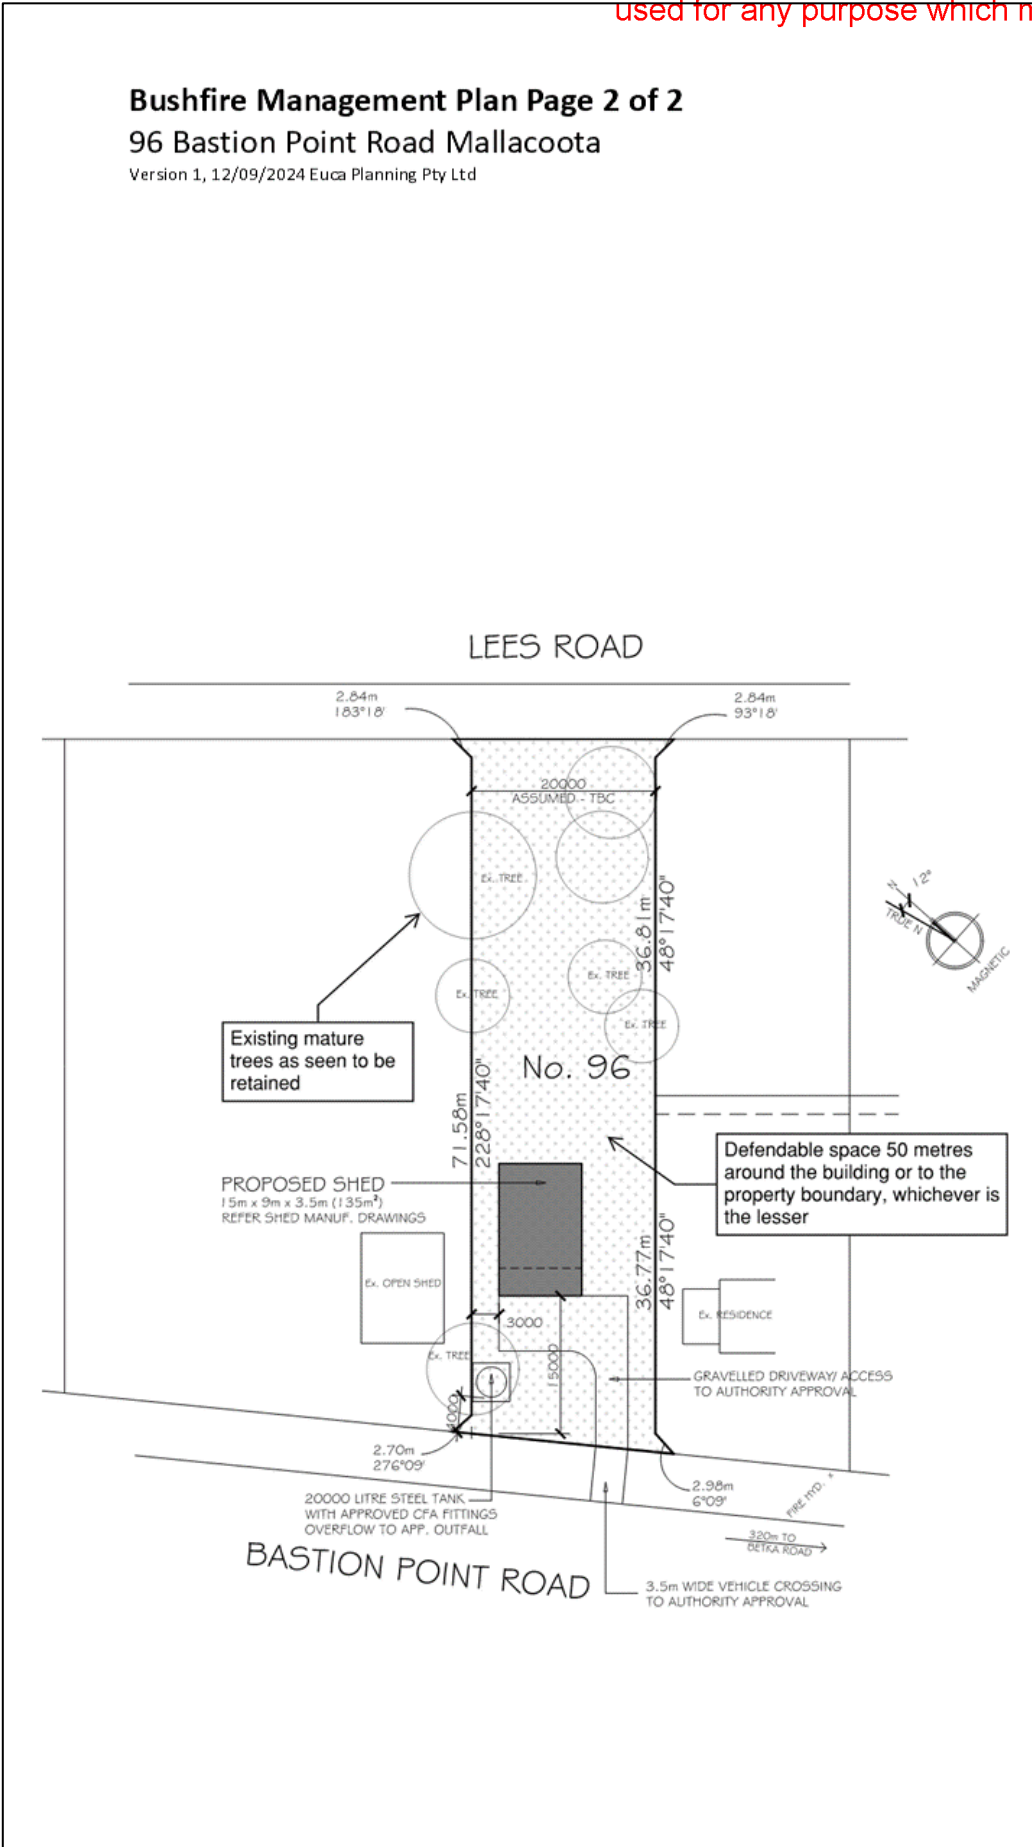 used for any purpose which
Bushfire Management Plan Page 2 of 2
96 Bastion Point Road Mallacoota
Version 1, 12/09/2024 Euca Planning Pty Ltd
LEES ROAD
2.84m
183°18'
2.84m
93°18'
20000
ASSUMED - TBC
Ex. TREE
36.81m
48°17'40"
N
12°
TRUE N
MAGNETIC
Ex. TREE
Ex. TREE
Ex. TREE
Existing mature
trees as seen to be
retained
No. 96
71.58m
228°17'40"
Defendable space 50 metres
around the building or to the
property boundary, whichever is
the lesser
PROPOSED SHED
15m x 9m x 3.5m (135m²)
REFER SHED MANUF. DRAWINGS
36.77m
48°17'40"
Ex. OPEN SHED
Ex. RESIDENCE
3000
15000
Ex. TREE
GRAVELLED DRIVEWAY/ ACCESS
TO AUTHORITY APPROVAL
2.70m
276°09'
2.98m
6°09'
FIRE HYD. x
20000 LITRE STEEL TANK
WITH APPROVED CFA FITTINGS
OVERFLOW TO APP. OUTFALL
320m TO
BETKA ROAD
BASTION POINT ROAD
3.5m WIDE VEHICLE CROSSING
TO AUTHORITY APPROVAL